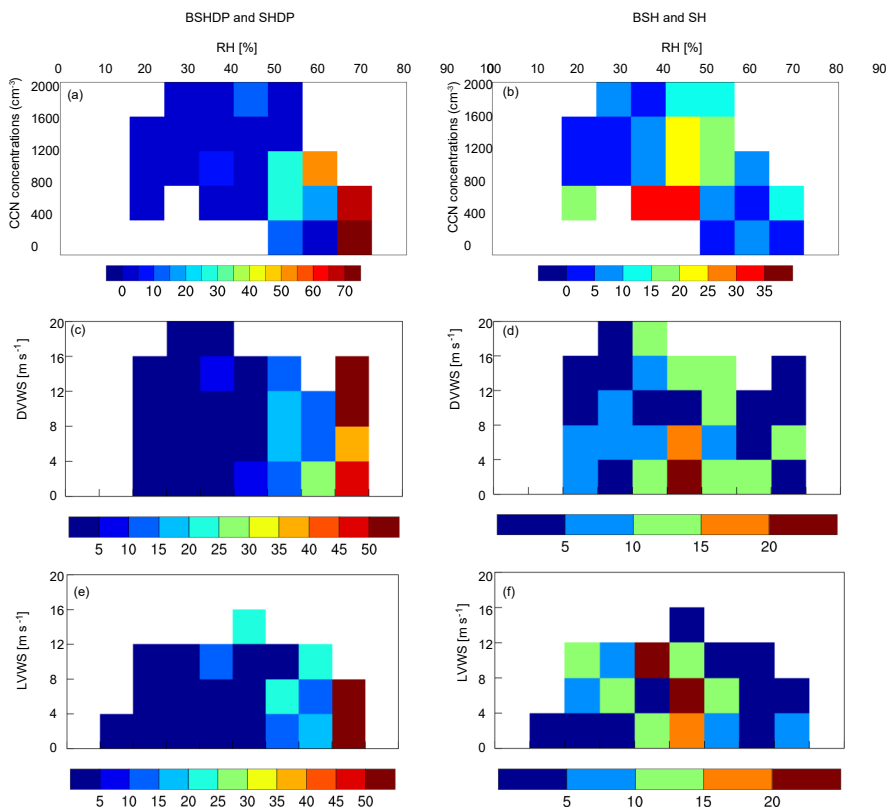 BSHDP and SHDP
BSH and SH
RH [%]
RH [%]
0 10 20 30 40 50 60 70 80 90 100
0 10 20 30 40 50 60 70 80 90
CCN concentrations (cm⁻³)
2000
1600
1200
800
400
0
(a)
0 10 20 30 40 50 60 70
CCN concentrations (cm⁻³)
2000
1600
1200
800
400
0
(b)
0 5 10 15 20 25 30 35
DVWS [m s⁻¹]
20
16
12
8
4
0
(c)
5 10 15 20 25 30 35 40 45 50
DVWS [m s⁻¹]
20
16
12
8
4
0
(d)
5 10 15 20
LVWS [m s⁻¹]
20
16
12
8
4
0
(e)
5 10 15 20 25 30 35 40 45 50
LVWS [m s⁻¹]
20
16
12
8
4
0
(f)
5 10 15 20